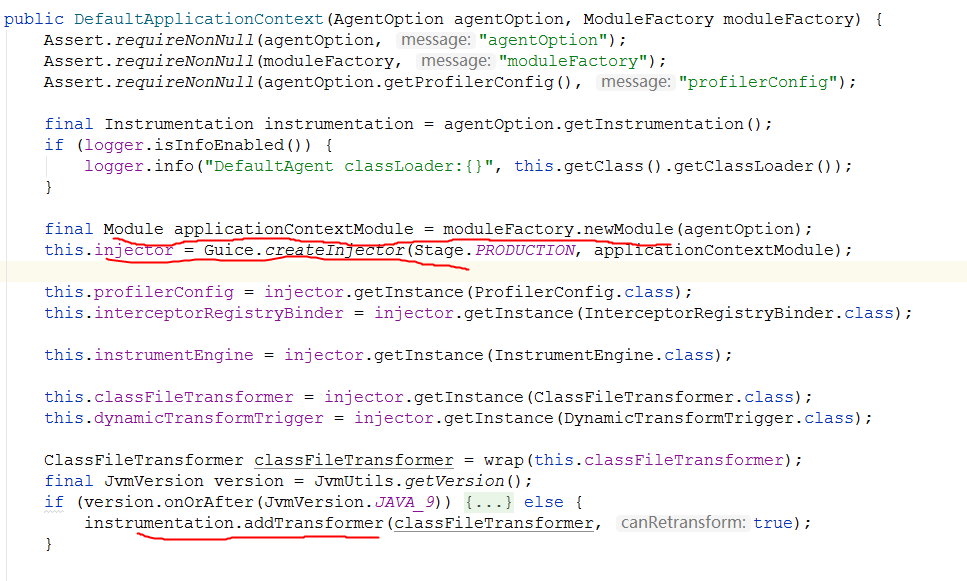 public DefaultApplicationContext(AgentOption agentOption, ModuleFactory moduleFactory) {
Assert.requireNonNull(agentOption, message: "agentOption");
Assert.requireNonNull(moduleFactory, message: "moduleFactory");
Assert.requireNonNull(agentOption.getProfilerConfig(), message: "profilerConfig");
final Instrumentation instrumentation = agentOption.getInstrumentation();
if (logger.isInfoEnabled()) {
logger.info("DefaultAgent classLoader:{}", this.getClass().getClassLoader());
}
final Module applicationContextModule = moduleFactory.newModule(agentOption);
this.injector = Guice.createInjector(Stage.PRODUCTION, applicationContextModule);
this.profilerConfig = injector.getInstance(ProfilerConfig.class);
this.interceptorRegistryBinder = injector.getInstance(InterceptorRegistryBinder.class);
this.instrumentEngine = injector.getInstance(InstrumentEngine.class);
this.classFileTransformer = injector.getInstance(ClassFileTransformer.class);
this.dynamicTransformTrigger = injector.getInstance(DynamicTransformTrigger.class);
ClassFileTransformer classFileTransformer = wrap(this.classFileTransformer);
final JvmVersion version = JvmUtils.getVersion();
if (version.onOrAfter(JvmVersion.JAVA_9)) {...} else {
instrumentation.addTransformer(classFileTransformer, canRetransform: true);
}